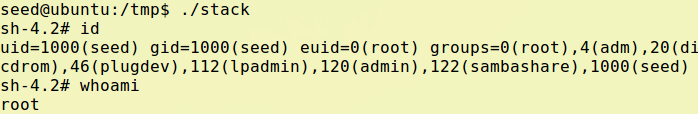 seed@ubuntu:/tmp$ ./stack
sh-4.2# id
uid=1000(seed) gid=1000(seed) euid=0(root) groups=0(root),4(adm),20(di
cdrom),46(plugdev),112(lpadmin),120(admin),122(sambashare),1000(seed)
sh-4.2# whoami
root